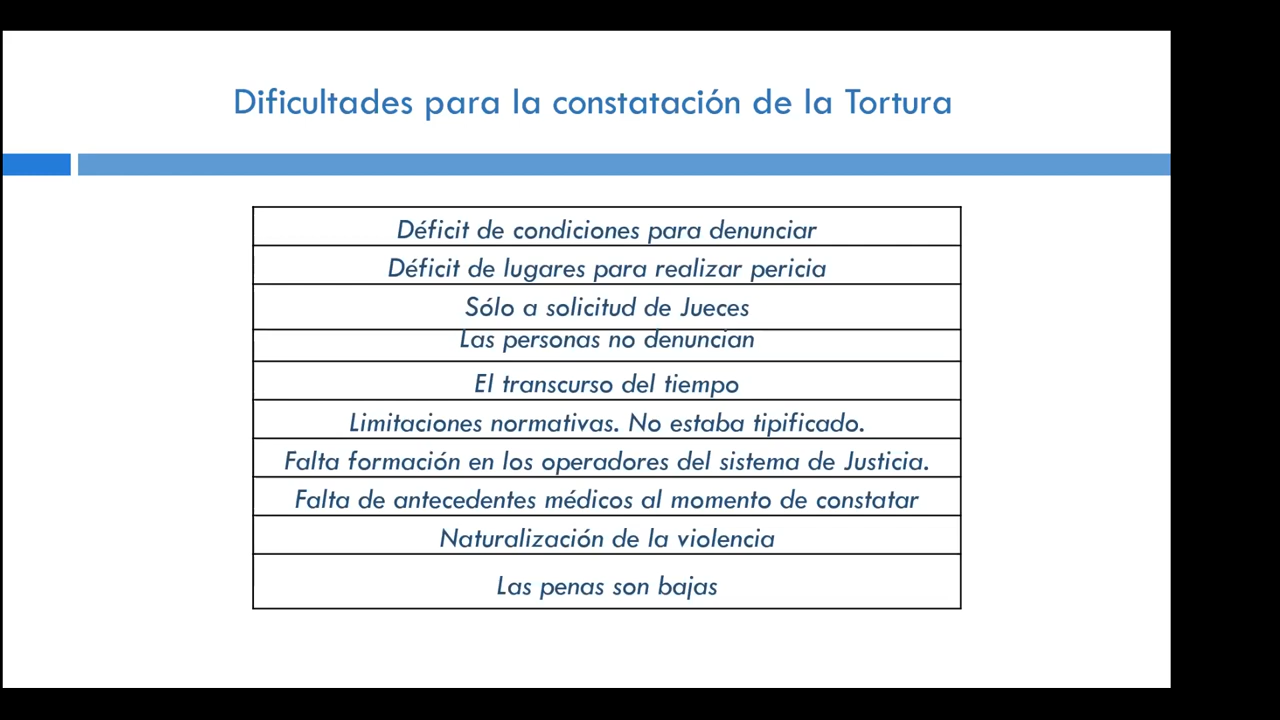 Dificultades para la constatación de la Tortura
Déficit de condiciones para denunciar
Déficit de lugares para realizar pericia
Sólo a solicitud de Jueces
Las personas no denuncian
El transcurso del tiempo
Limitaciones normativas. No estaba tipificado.
Falta formación en los operadores del sistema de Justicia.
Falta de antecedentes médicos al momento de constatar
Naturalización de la violencia
Las penas son bajas